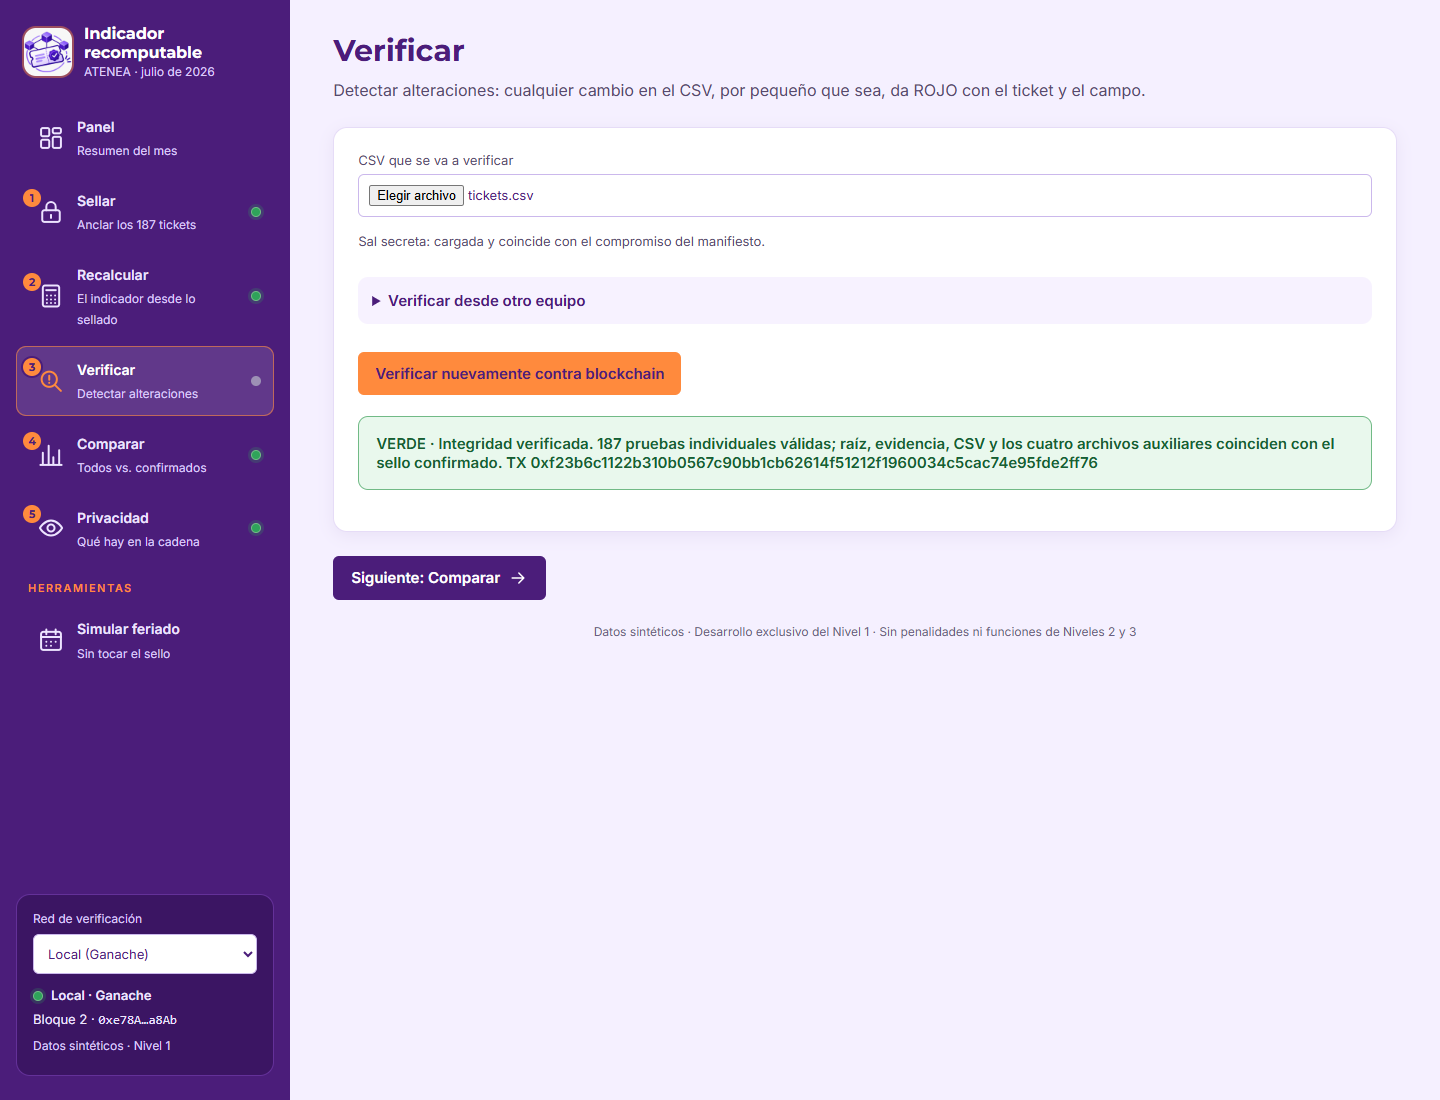 Indicador
recomputable
ATENEA · julio de 2026
Panel
Resumen del mes
1
Sellar
Anclar los 187 tickets
2
Recalcular
El indicador desde lo
sellado
3
Verificar
Detectar alteraciones
4
Comparar
Todos vs. confirmados
5
Privacidad
Qué hay en la cadena
HERRAMIENTAS
Simular feriado
Sin tocar el sello
Red de verificación
Local (Ganache)
Local · Ganache
Bloque 2 · 0xe78A…a8Ab
Datos sintéticos · Nivel 1
Verificar
Detectar alteraciones: cualquier cambio en el CSV, por pequeño que sea, da ROJO con el ticket y el campo.
CSV que se va a verificar
Elegir archivo tickets.csv
Sal secreta: cargada y coincide con el compromiso del manifiesto.
Verificar desde otro equipo
Verificar nuevamente contra blockchain
VERDE · Integridad verificada. 187 pruebas individuales válidas; raíz, evidencia, CSV y los cuatro archivos auxiliares coinciden con el
sello confirmado. TX 0xf23b6c1122b310b0567c90bb1cb62614f51212f1960034c5cac74e95fde2ff76
Siguiente: Comparar →
Datos sintéticos · Desarrollo exclusivo del Nivel 1 · Sin penalidades ni funciones de Niveles 2 y 3